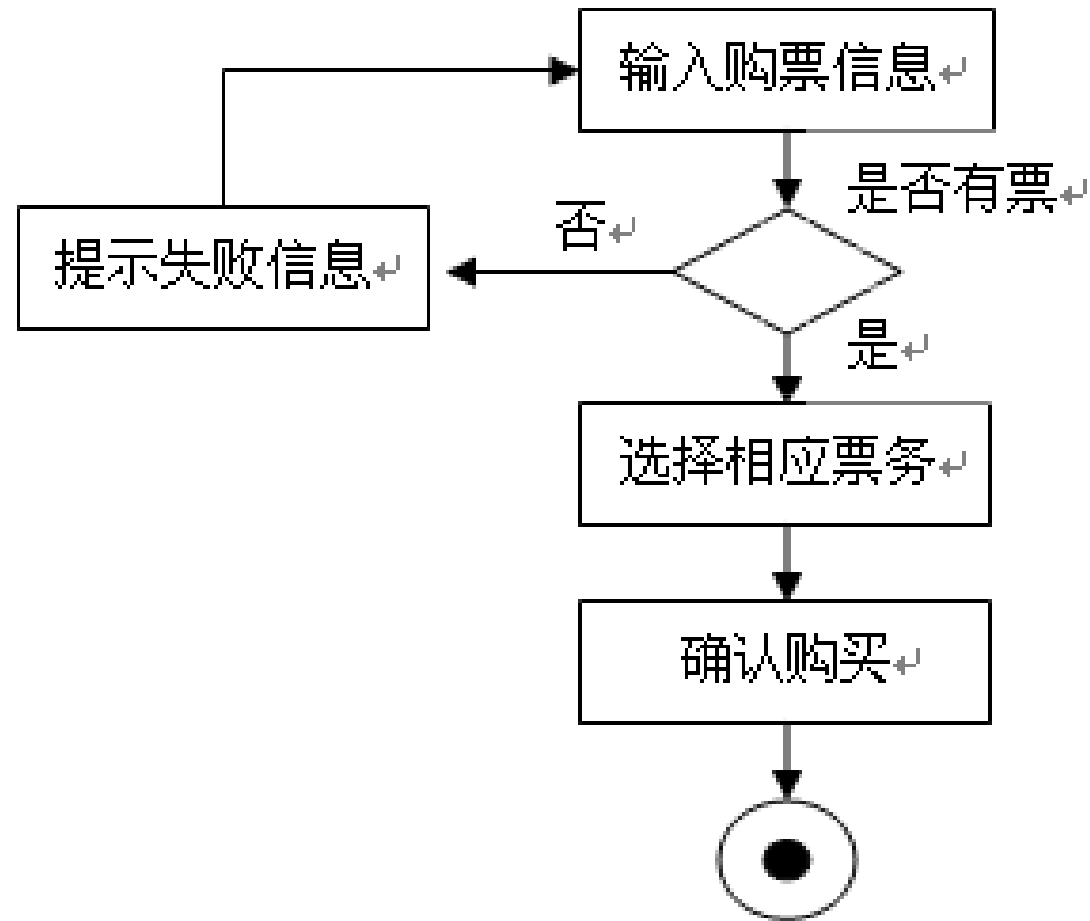 输入购票信息
是否有票
否
提示失败信息
是
选择相应票务
确认购买